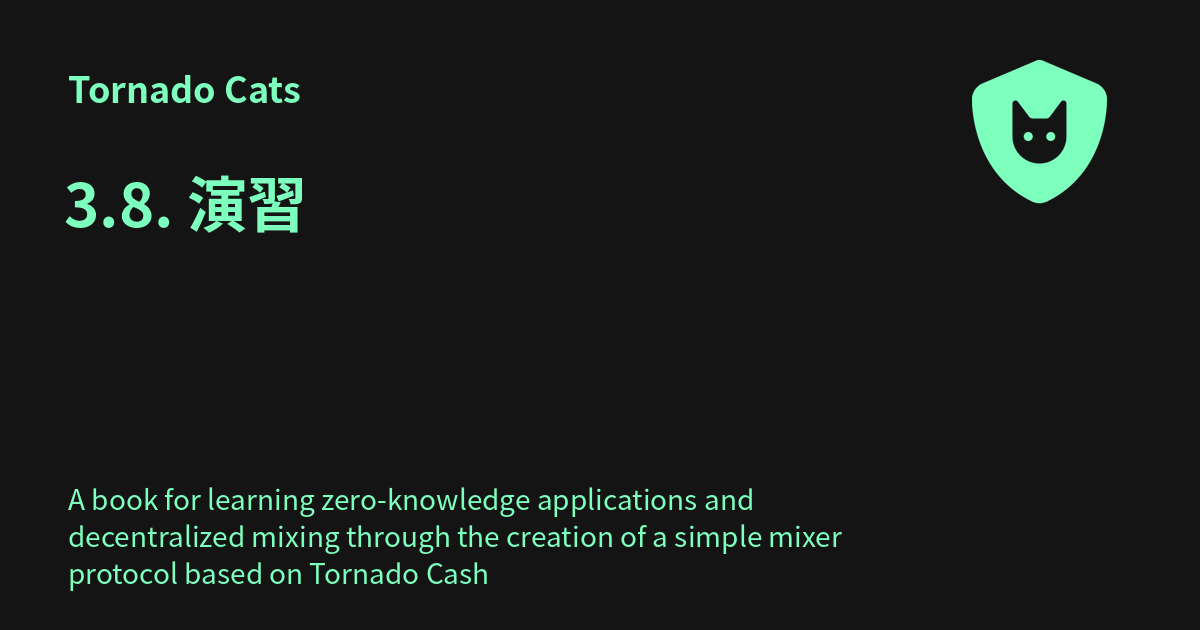 Tornado Cats
3.8. 演習
A book for learning zero-knowledge applications and
decentralized mixing through the creation of a simple mixer
protocol based on Tornado Cash